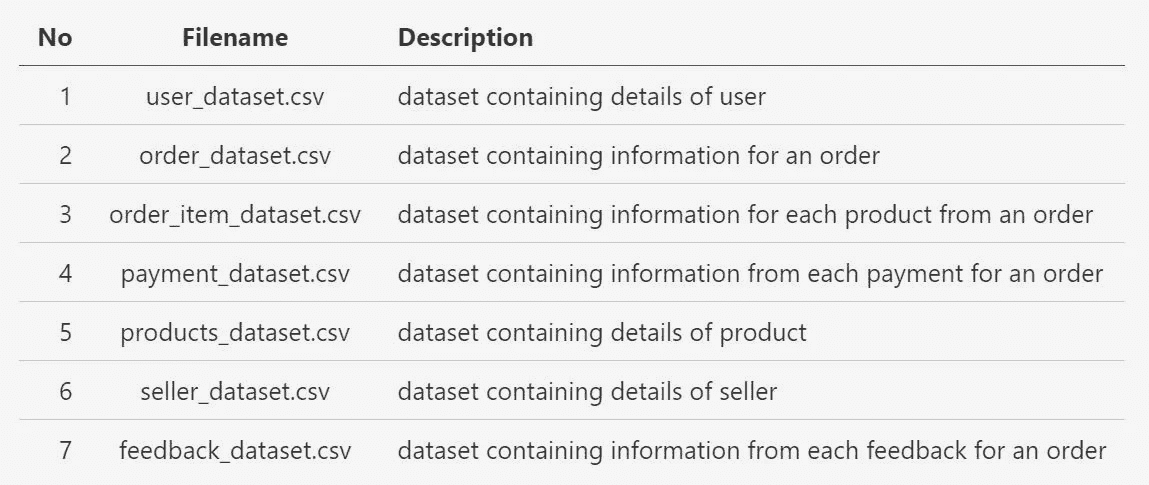 No Filename Description
1 user_dataset.csv dataset containing details of user
2 order_dataset.csv dataset containing information for an order
3 order_item_dataset.csv dataset containing information for each product from an order
4 payment_dataset.csv dataset containing information from each payment for an order
5 products_dataset.csv dataset containing details of product
6 seller_dataset.csv dataset containing details of seller
7 feedback_dataset.csv dataset containing information from each feedback for an order